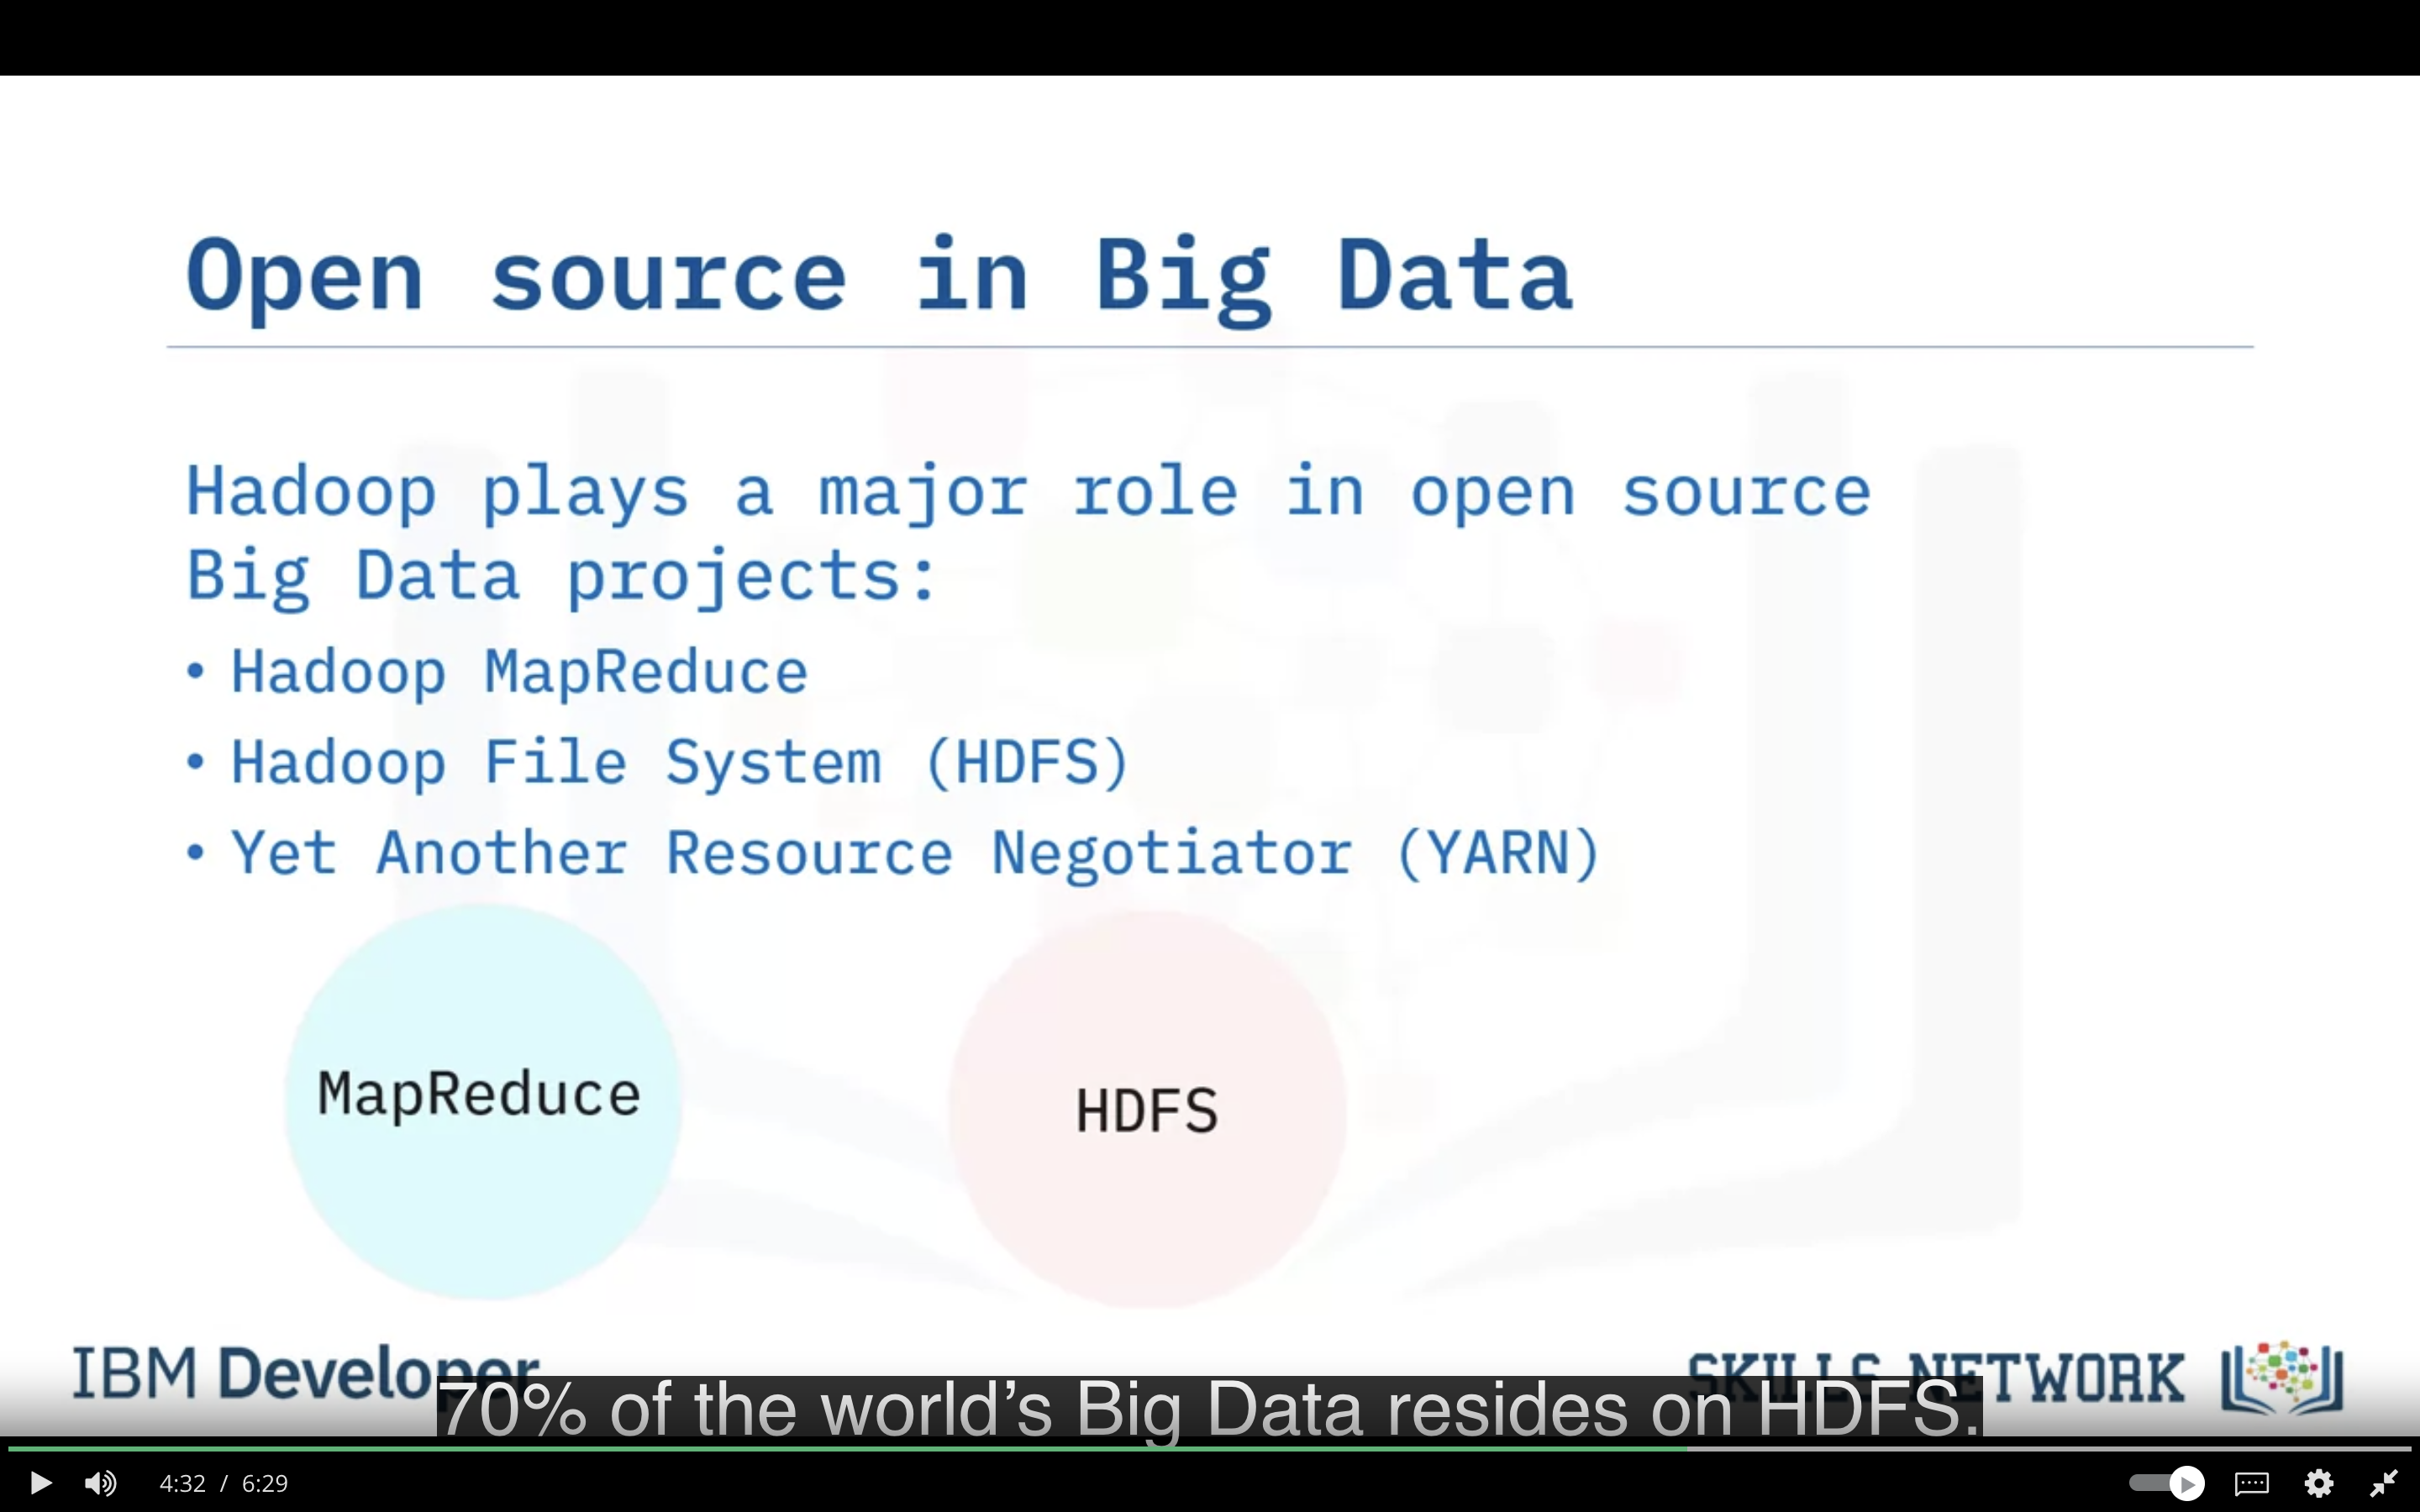 Open source in Big Data
Hadoop plays a major role in open source
Big Data projects:
• Hadoop MapReduce
• Hadoop File System (HDFS)
• Yet Another Resource Negotiator (YARN)
MapReduce
HDFS
IBM Developer
SKILLS NETWORK
70% of the world’s Big Data resides on HDFS.
4:32 / 6:29